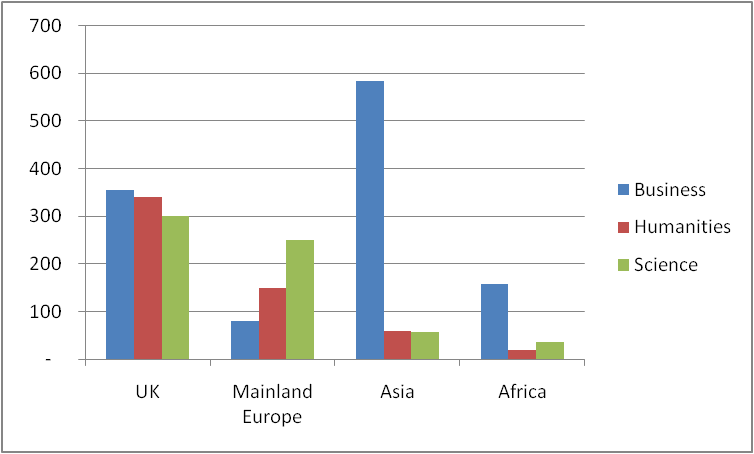 700
600
500
400
300
200
100
-
UK
Mainland
Europe
Asia
Africa
Business
Humanities
Science